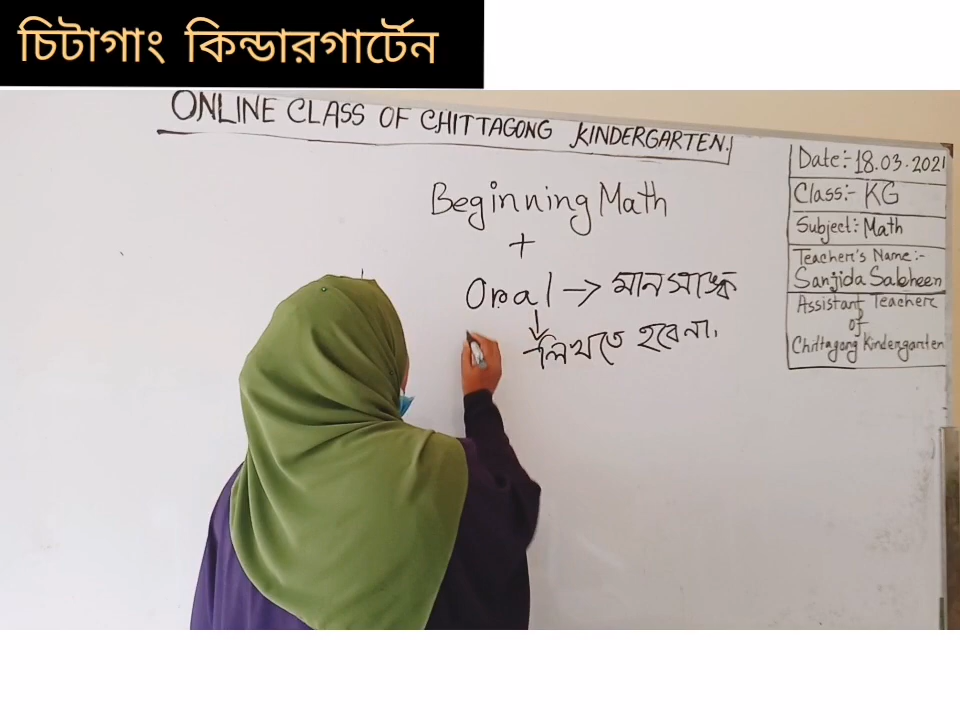 চিটাগাং কিন্ডারগার্টেন
ONLINE CLASS OF CHITTAGONG KINDERGARTEN.
Beginning Math
+
Oral → মানসাঙ্ক
↓
লিখতে হবেনা।
Date:- 18.03.2021
Class:- KG
Subject: Math
Teacher's Name:-
Sanjida Sabheen
Assistant Teacher
of
Chittagong Kindergarten